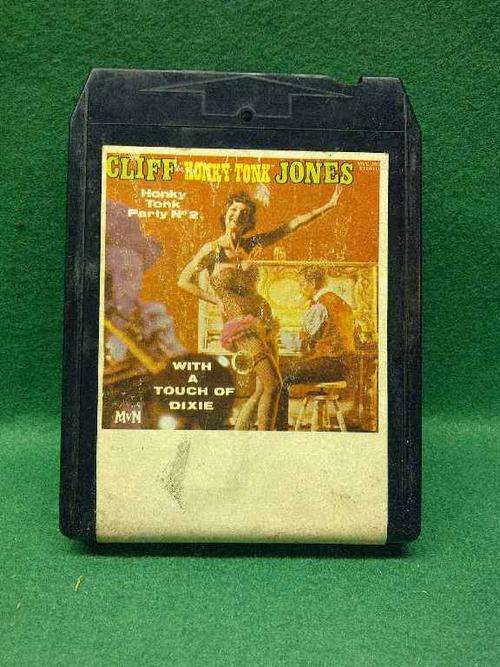 CLIFF HONKY TONK JONES
Honky
Tonk
Party Nº 2
WITH
A
TOUCH OF
DIXIE
MvN